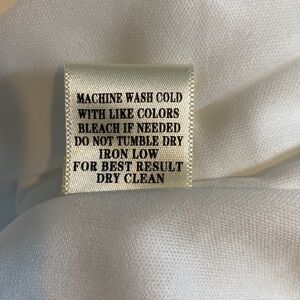 MACHINE WASH COLD
WITH LIKE COLORS
BLEACH IF NEEDED
DO NOT TUMBLE DRY
IRON LOW
FOR BEST RESULT
DRY CLEAN